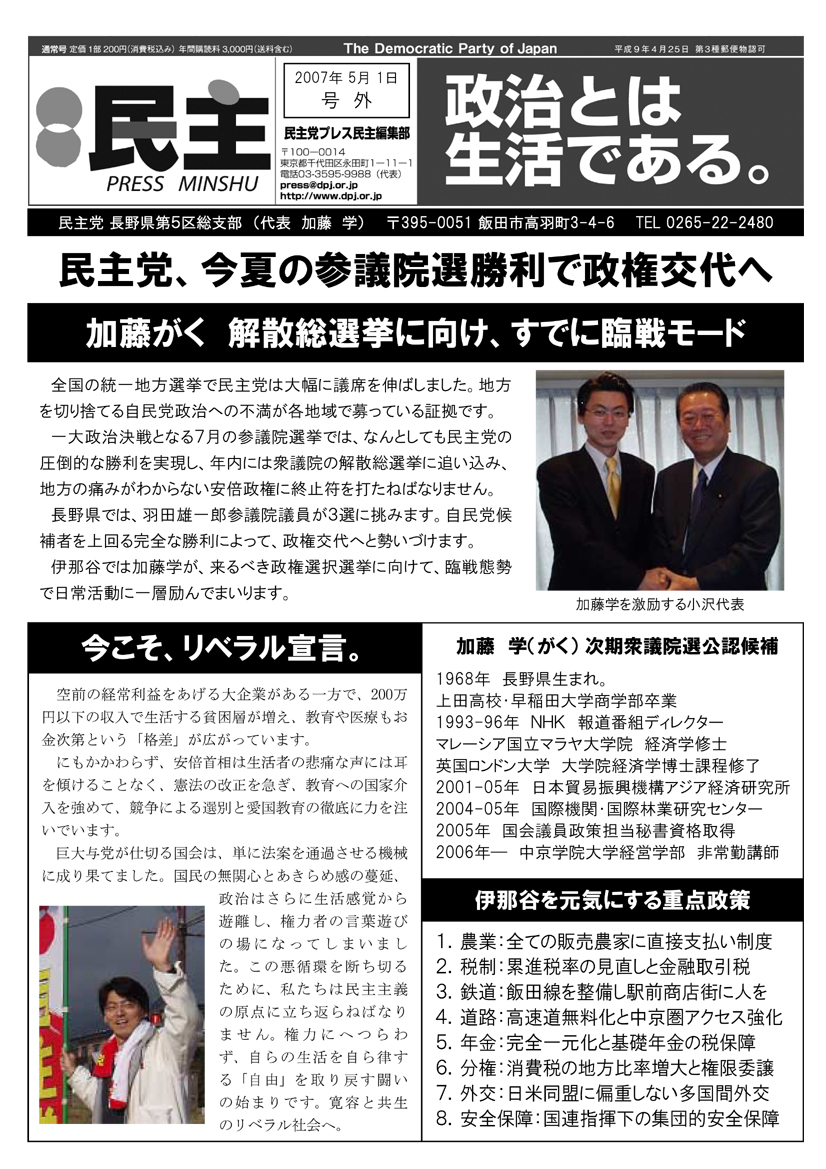 通常号 定価1部200円(消費税込み) 年間購読料3,000円(送料含む)
The Democratic Party of Japan
平成9年4月25日 第3種郵便物認可
民主
PRESS MINSHU
2007年 5月 1日
号 外
民主党プレス民主編集部
〒100―0014
東京都千代田区永田町1ー11ー1
電話03-3595-9988(代表)
press@dpj.or.jp
http://www.dpj.or.jp
政治とは
生活である。
民主党 長野県第5区総支部 (代表 加藤 学) 〒395-0051 飯田市高羽町3-4-6 TEL 0265-22-2480
民主党、今夏の参議院選勝利で政権交代へ
加藤がく 解散総選挙に向け、すでに臨戦モード
全国の統一地方選挙で民主党は大幅に議席を伸ばしました。地方
を切り捨てる自民党政治への不満が各地域で募っている証拠です。
一大政治決戦となる7月の参議院選挙では、なんとしても民主党の
圧倒的な勝利を実現し、年内には衆議院の解散総選挙に追い込み、
地方の痛みがわからない安倍政権に終止符を打たねばなりません。
長野県では、羽田雄一郎参議院議員が3選に挑みます。自民党候
補者を上回る完全な勝利によって、政権交代へと勢いづけます。
伊那谷では加藤学が、来るべき政権選択選挙に向けて、臨戦態勢
で日常活動に一層励んでまいります。
加藤学を激励する小沢代表
今こそ、リベラル宣言。
空前の経常利益をあげる大企業がある一方で、200万
円以下の収入で生活する貧困層が増え、教育や医療もお
金次第という「格差」が広がっています。
にもかかわらず、安倍首相は生活者の悲痛な声には耳
を傾けることなく、憲法の改正を急ぎ、教育への国家介
入を強めて、競争による選別と愛国教育の徹底に力を注
いでいます。
巨大与党が仕切る国会は、単に法案を通過させる機械
に成り果てました。国民の無関心とあきらめ感の蔓延、
政治はさらに生活感覚から
遊離し、権力者の言葉遊び
の場になってしまいまし
た。この悪循環を断ち切る
ために、私たちは民主主義
の原点に立ち返らねばなり
ません。権力にへつらわ
ず、自らの生活を自ら律す
る「自由」を取り戻す闘い
の始まりです。寛容と共生
のリベラル社会へ。
加藤 学(がく) 次期衆議院選公認候補
1968年 長野県生まれ。
上田高校・早稲田大学商学部卒業
1993-96年 NHK 報道番組ディレクター
マレーシア国立マラヤ大学院 経済学修士
英国ロンドン大学 大学院経済学博士課程修了
2001-05年 日本貿易振興機構アジア経済研究所
2004-05年 国際機関・国際林業研究センター
2005年 国会議員政策担当秘書資格取得
2006年― 中京学院大学経営学部 非常勤講師
伊那谷を元気にする重点政策
1. 農業:全ての販売農家に直接支払い制度
2. 税制:累進税率の見直しと金融取引税
3. 鉄道:飯田線を整備し駅前商店街に人を
4. 道路:高速道無料化と中京圏アクセス強化
5. 年金:完全一元化と基礎年金の税保障
6. 分権:消費税の地方比率増大と権限委譲
7. 外交:日米同盟に偏重しない多国間外交
8. 安全保障:国連指揮下の集団的安全保障